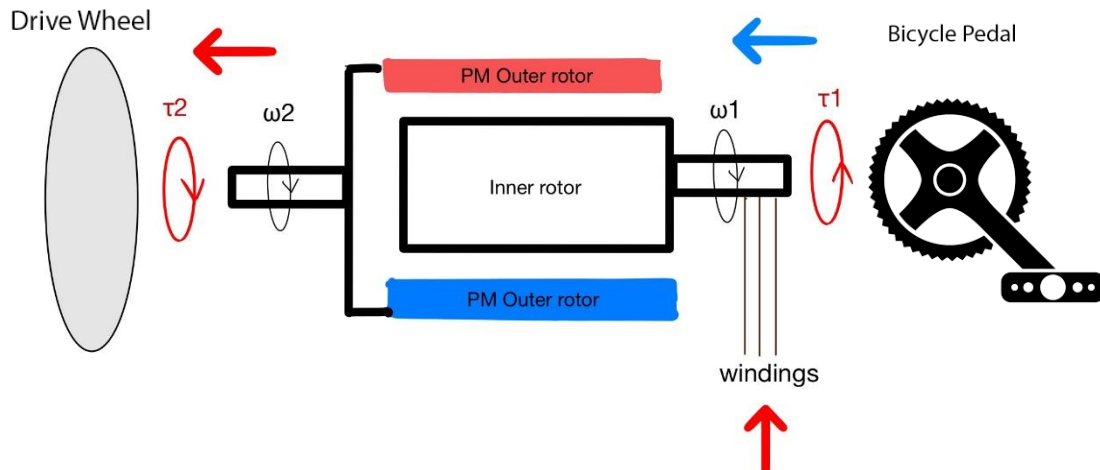 Drive Wheel
Bicycle Pedal
PM Outer rotor
τ2
ω2
ω1
τ1
Inner rotor
PM Outer rotor
windings